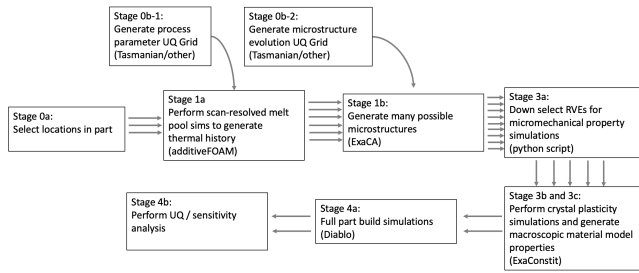 Stage 0b-1:
Generate process
parameter UQ Grid
(Tasmanian/other)
Stage 0b-2:
Generate microstructure
evolution UQ Grid
(Tasmanian/other)
Stage 0a:
Select locations in part
Stage 1a
Perform scan-resolved melt
pool sims to generate
thermal history
(additiveFOAM)
Stage 1b:
Generate many possible
microstructures
(ExaCA)
Stage 3a:
Down select RVEs for
micromechanical property
simulations
(python script)
Stage 3b and 3c:
Perform crystal plasticity
simulations and generate
macroscopic material model
properties
(ExaConstit)
Stage 4a:
Full part build simulations
(Diablo)
Stage 4b:
Perform UQ / sensitivity
analysis